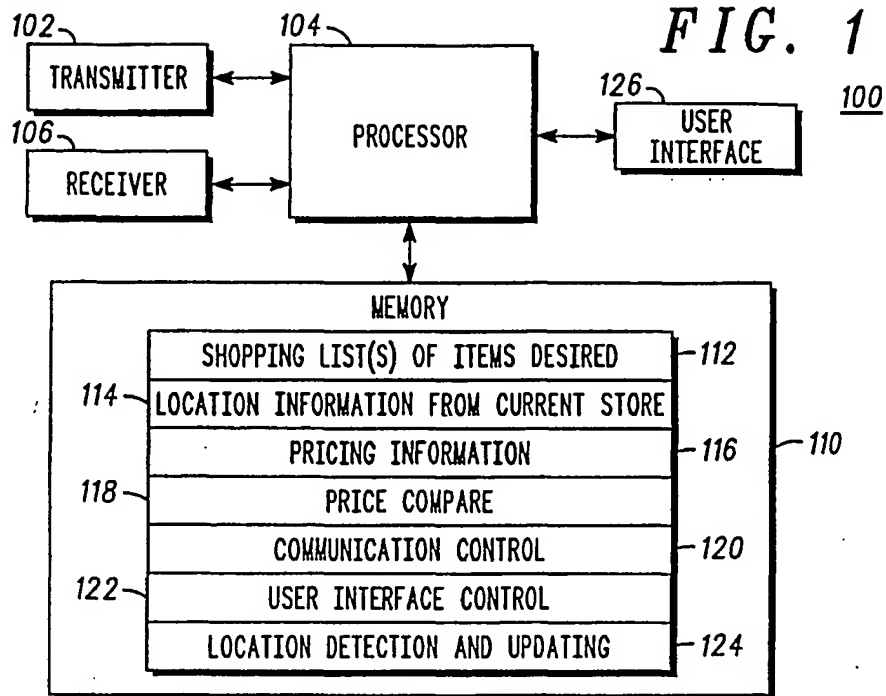 FIG. 1
100
102
TRANSMITTER
104
PROCESSOR
126
USER
INTERFACE
106
RECEIVER
MEMORY
110
SHOPPING LIST(S) OF ITEMS DESIRED
112
114
LOCATION INFORMATION FROM CURRENT STORE
PRICING INFORMATION
116
118
PRICE COMPARE
COMMUNICATION CONTROL
120
122
USER INTERFACE CONTROL
LOCATION DETECTION AND UPDATING
124